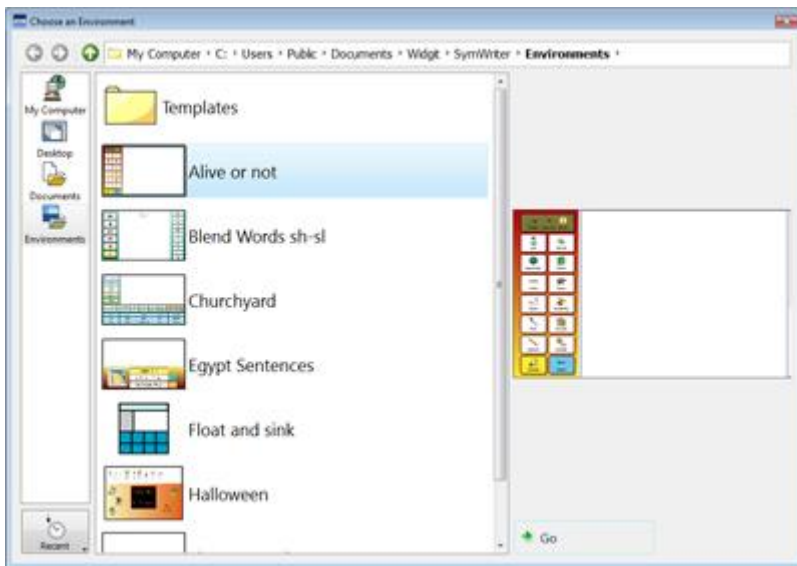 Choose an Environment
My Computer • C: • Users • Public • Documents • Widgit • SymWriter • Environments •
My Computer
Desktop
Documents
Environments
Recent
Templates
Alive or not
Blend Words sh-sl
Churchyard
Egypt Sentences
Float and sink
Halloween
Go